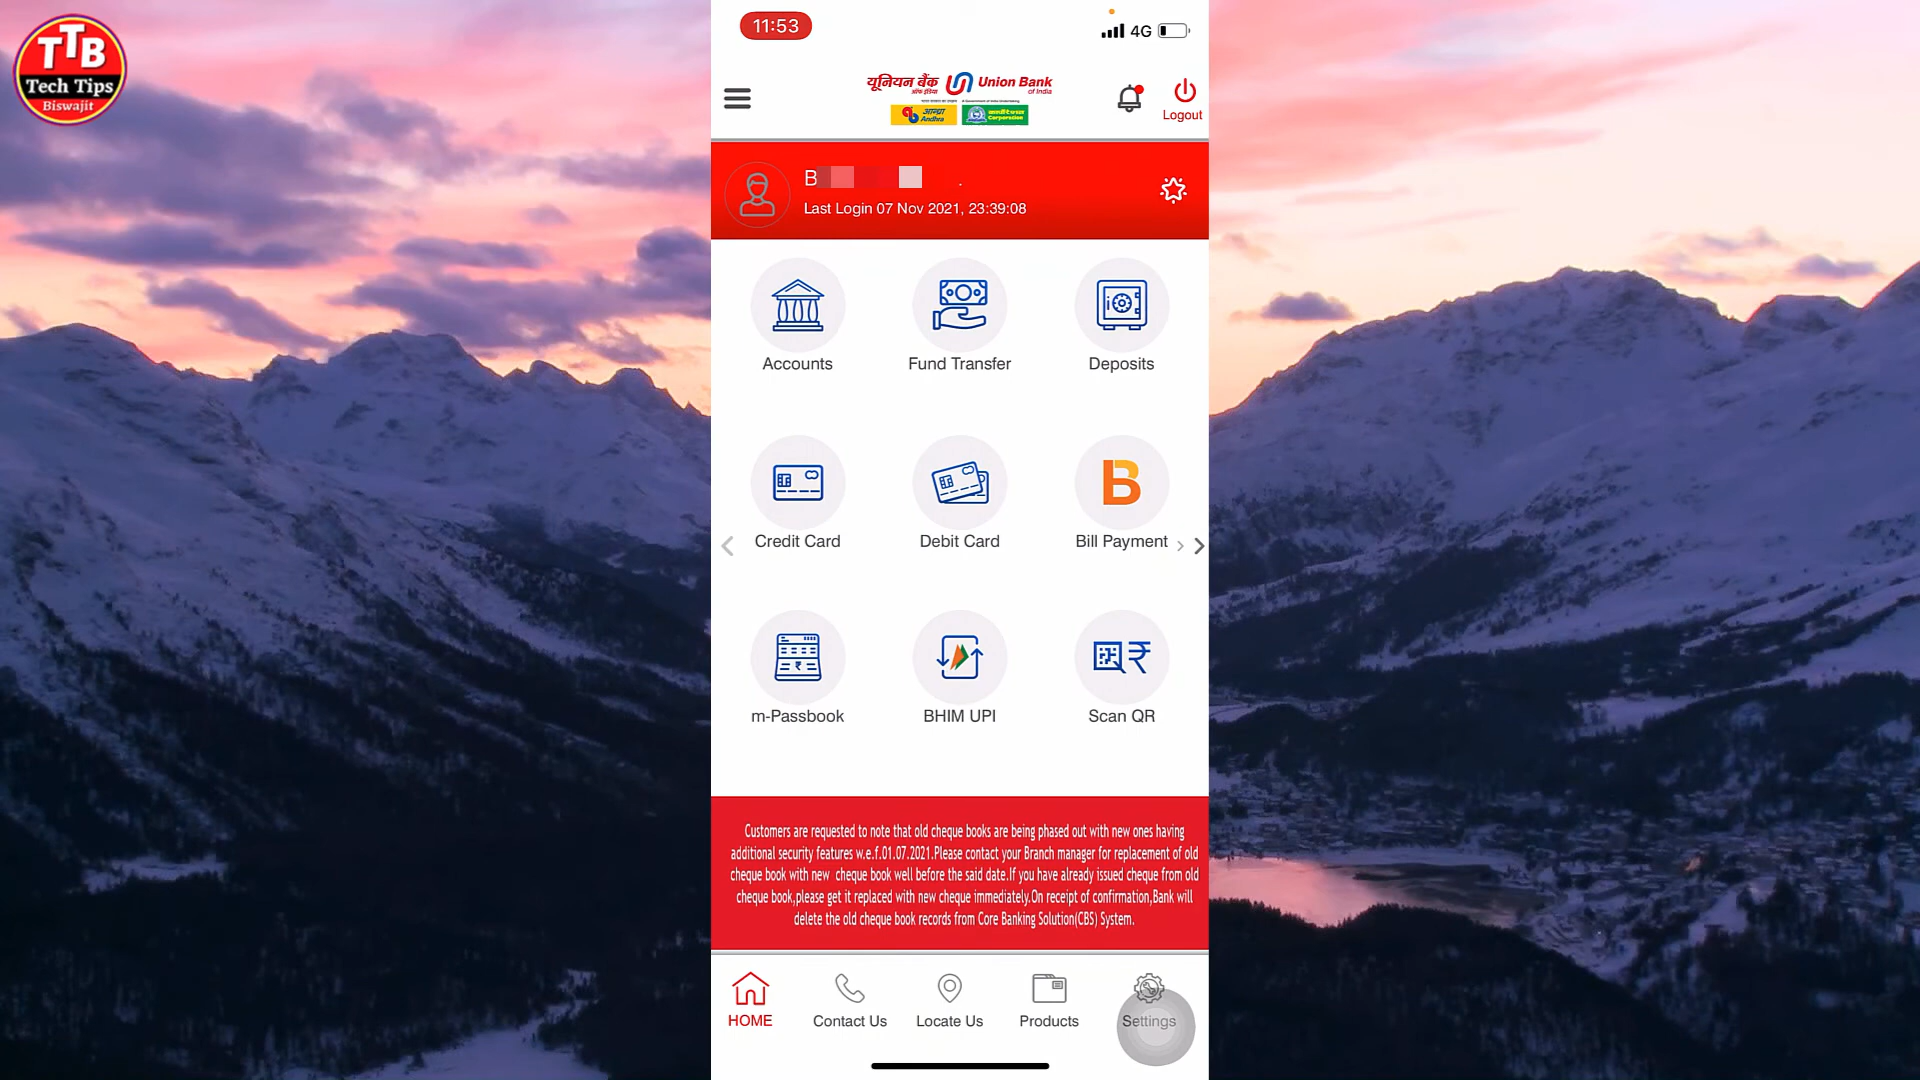 TTB
Tech Tips
Biswajit
11:53
4G
यूनियन बैंक Union Bank
ऑफ इंडिया of India
आन्ध्रा
Andhra
Corporation
Logout
B
Last Login 07 Nov 2021, 23:39:08
Accounts Fund Transfer Deposits
Credit Card Debit Card Bill Payment
m-Passbook BHIM UPI Scan QR
Customers are requested to note that old cheque books are being phased out with new ones having
additional security features w.e.f.01.07.2021.Please contact your Branch manager for replacement of old
cheque book with new cheque book well before the said date.If you have already issued cheque from old
cheque book,please get it replaced with new cheque immediately.On receipt of confirmation,Bank will
delete the old cheque book records from Core Banking Solution(CBS) System.
HOME Contact Us Locate Us Products Settings